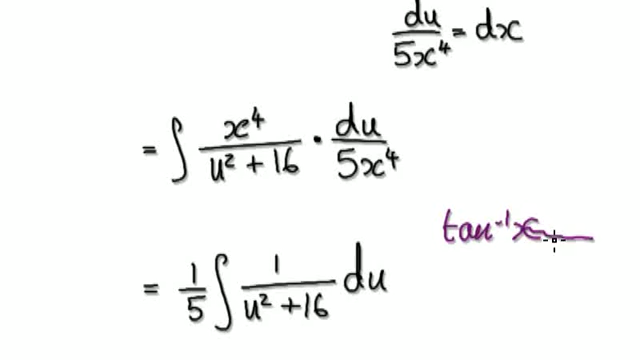 du/5x⁴ = dx
= ∫ x⁴/(u² + 16) · du/5x⁴
tan⁻¹x
= 1/5 ∫ 1/(u² + 16) du